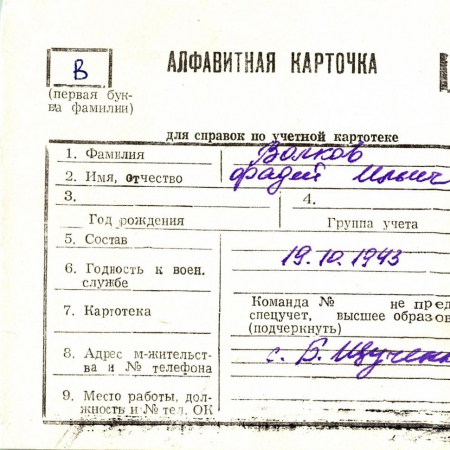 В
АЛФАВИТНАЯ КАРТОЧКА
(первая бук-
ва фамилии)
для справок по учетной картотеке
1. Фамилия Волков
2. Имя, отчество Фадей Ильич
3. 4.
Год рождения Группа учета
5. Состав
19.10.1943
6. Годность к воен.
службе
Команда № не пред
7. Картотека спецучет, высшее образов
(подчеркнуть)
8. Адрес м-жительст-
ва и № телефона
с. Б.
9. Место работы, дол-
жность и № тел. ОК